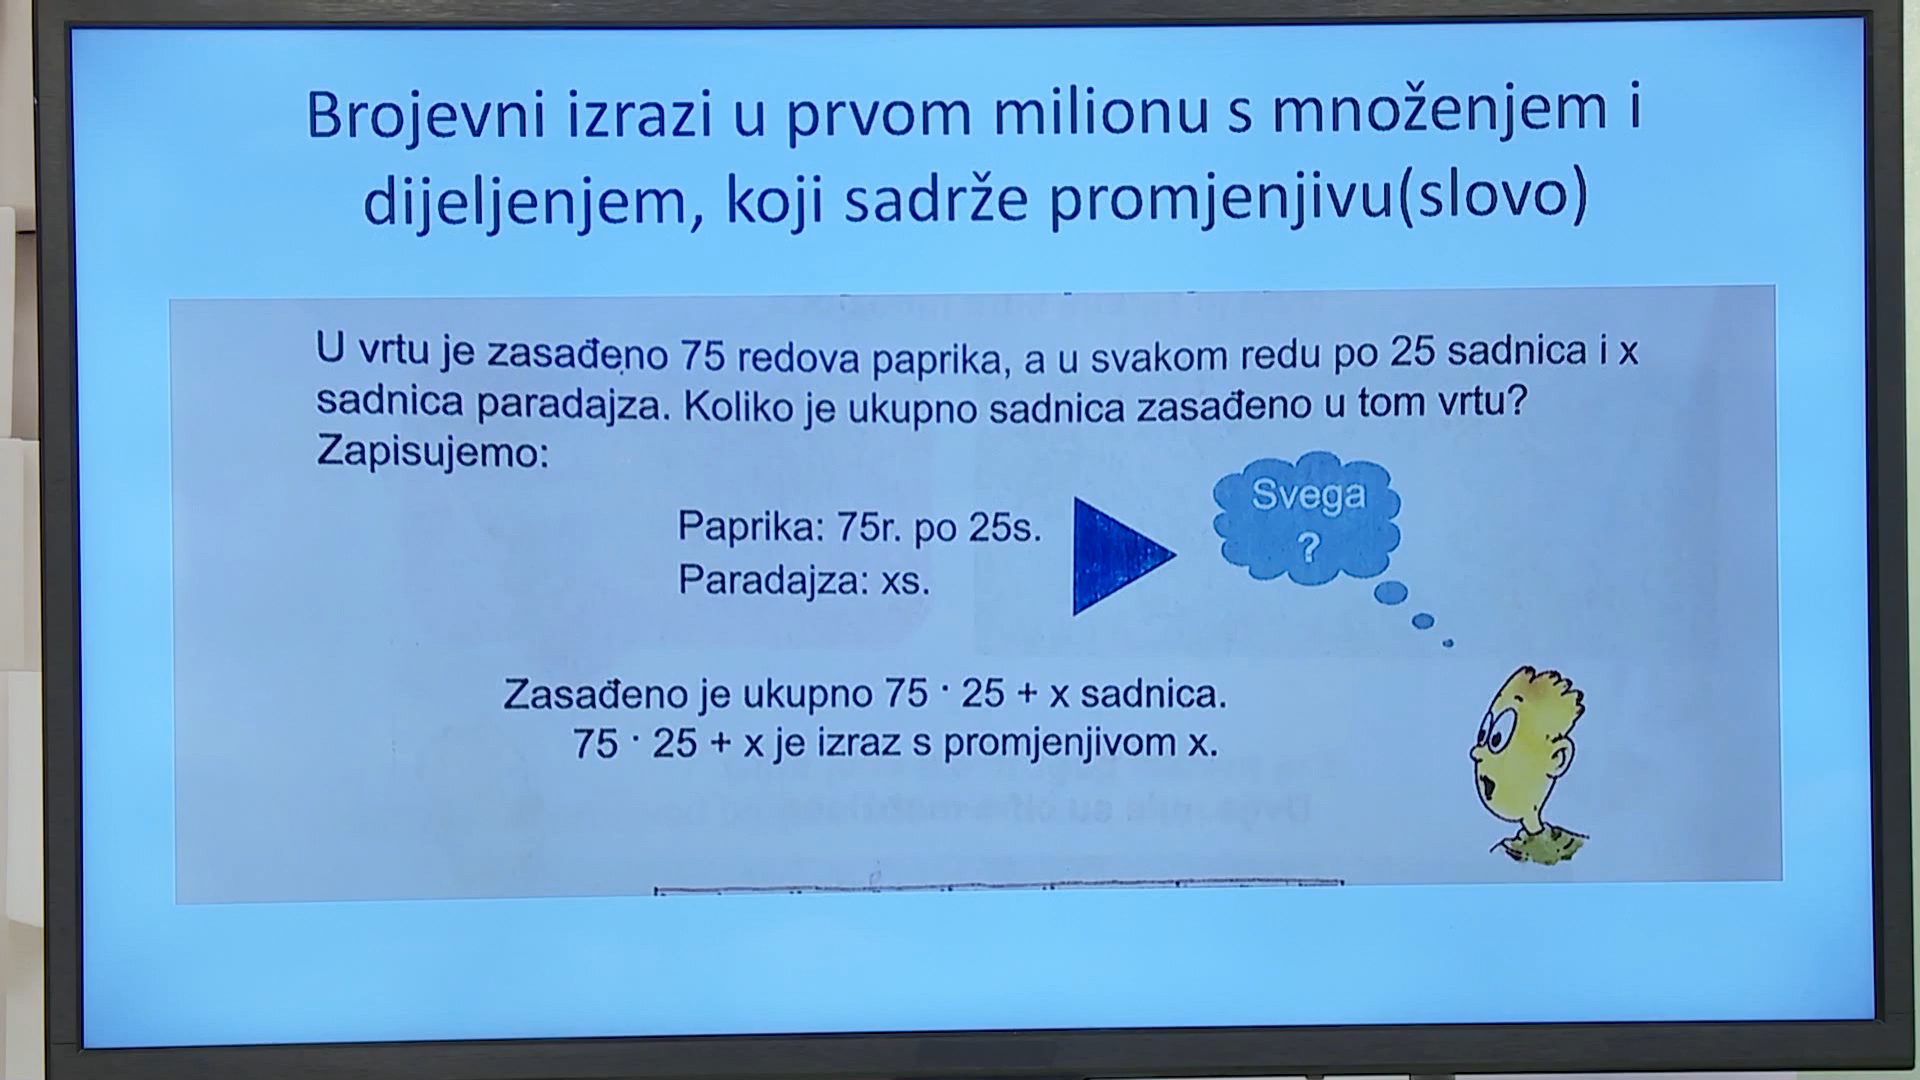 Brojevni izrazi u prvom milionu s množenjem i
dijeljenjem, koji sadrže promjenjivu(slovo)
U vrtu je zasađeno 75 redova paprika, a u svakom redu po 25 sadnica i x
sadnica paradajza. Koliko je ukupno sadnica zasađeno u tom vrtu?
Zapisujemo:
Paprika: 75r. po 25s.
Paradajza: xs.
Svega
?
Zasađeno je ukupno 75 · 25 + x sadnica.
75 · 25 + x je izraz s promjenjivom x.